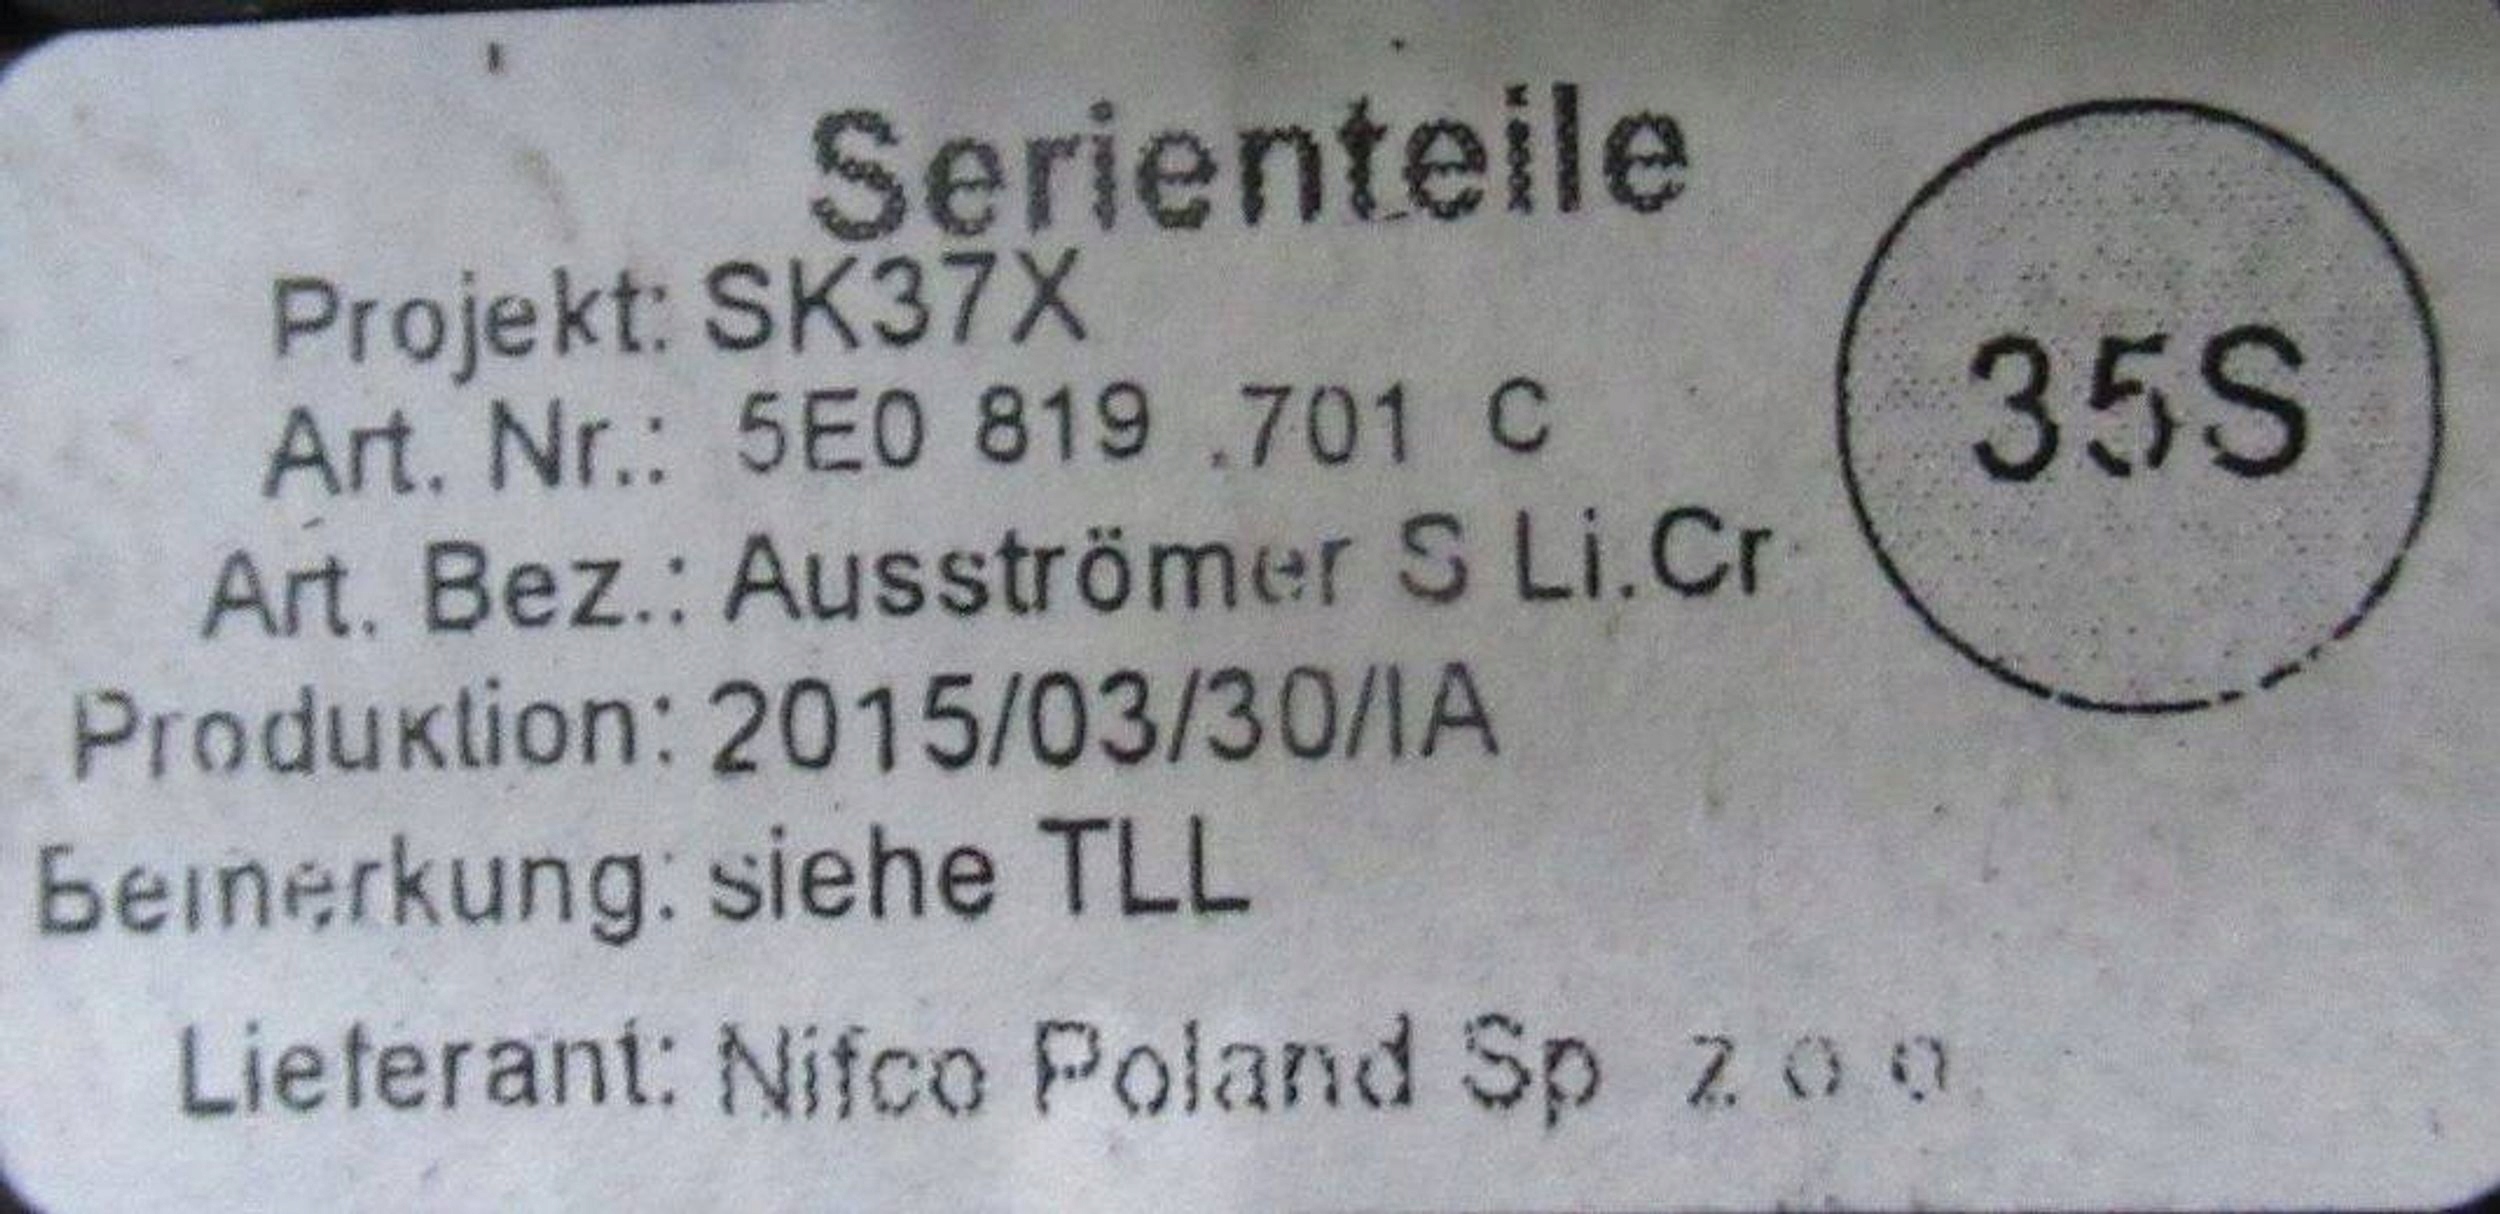 Serienteile
Projekt: SK37X
35S
Art. Nr.: 5E0 819 .701 C
Art. Bez.: Ausströmer S Li.Cr
Produktion: 2015/03/30/IA
Bemerkung: siehe TLL
Lieferant: Nifco Poland Sp z o o